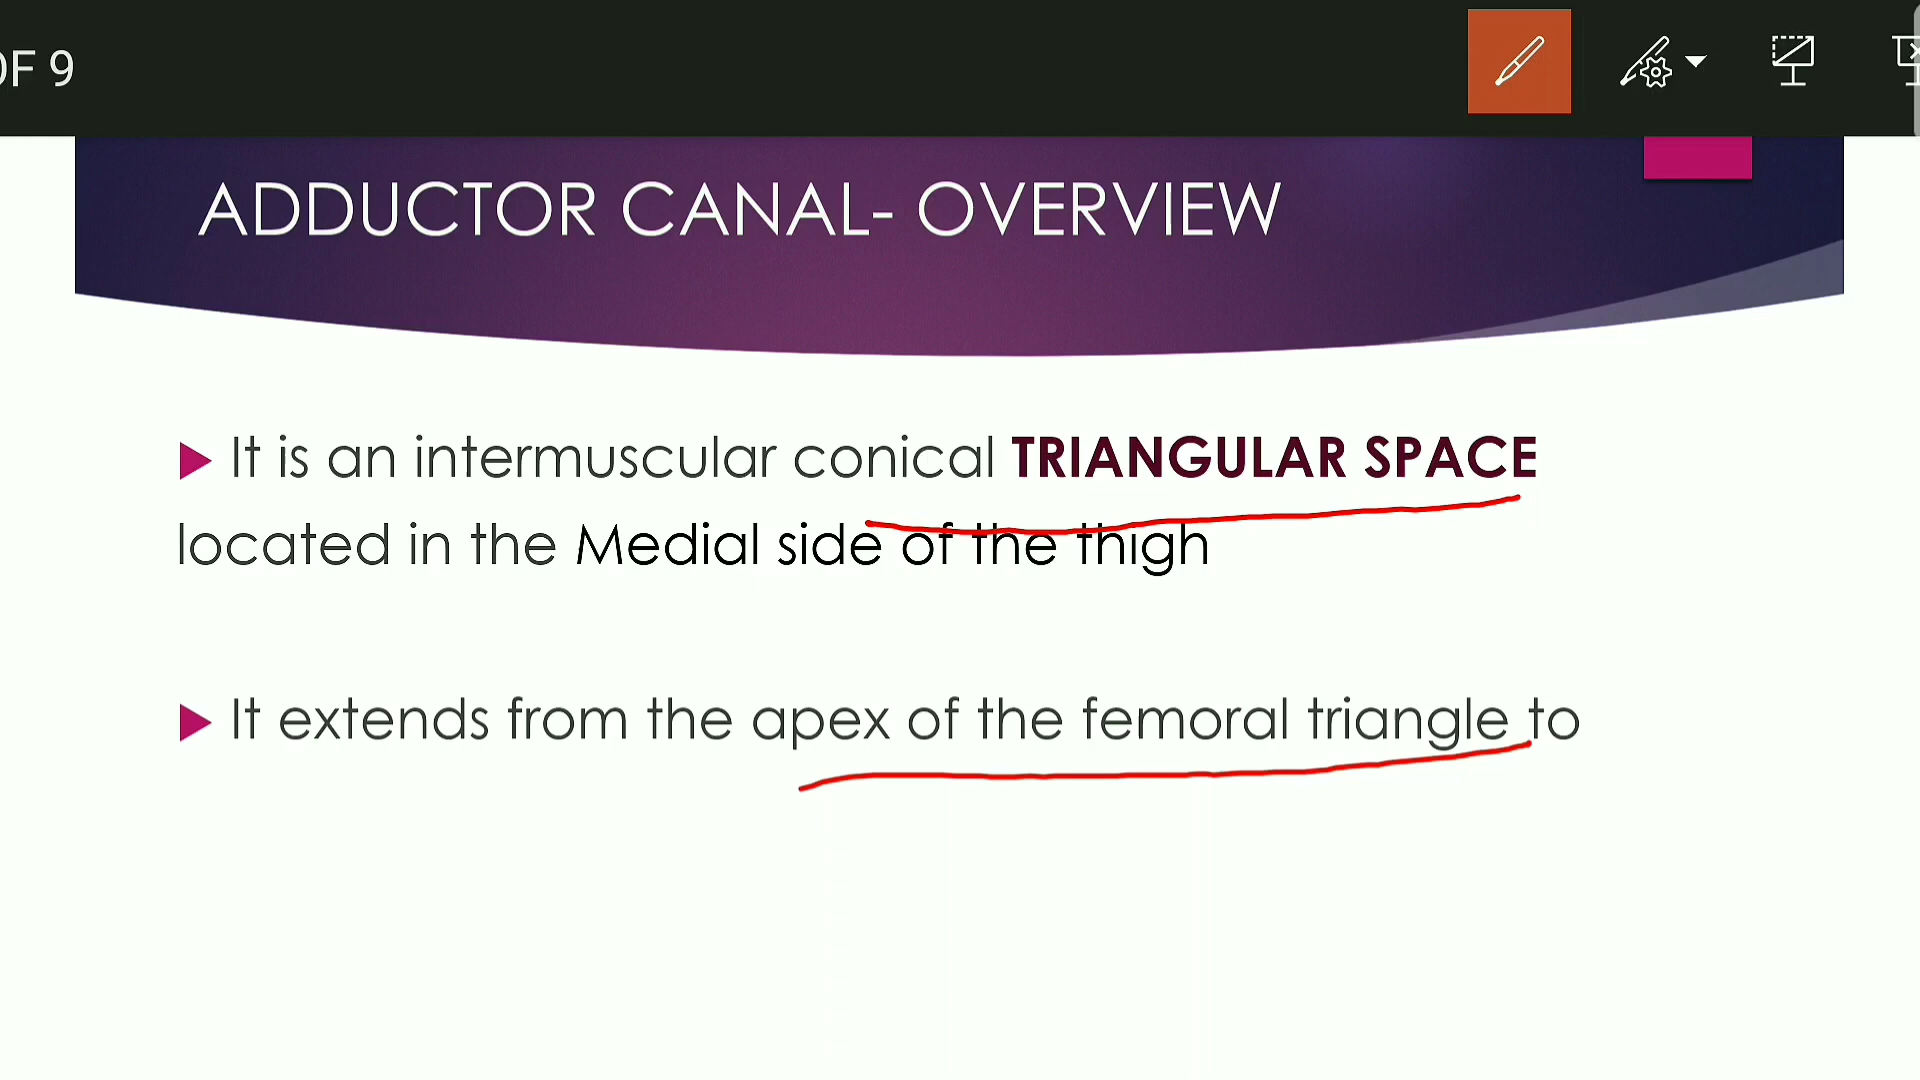 OF 9
ADDUCTOR CANAL- OVERVIEW
It is an intermuscular conical TRIANGULAR SPACE
located in the Medial side of the thigh
It extends from the apex of the femoral triangle to